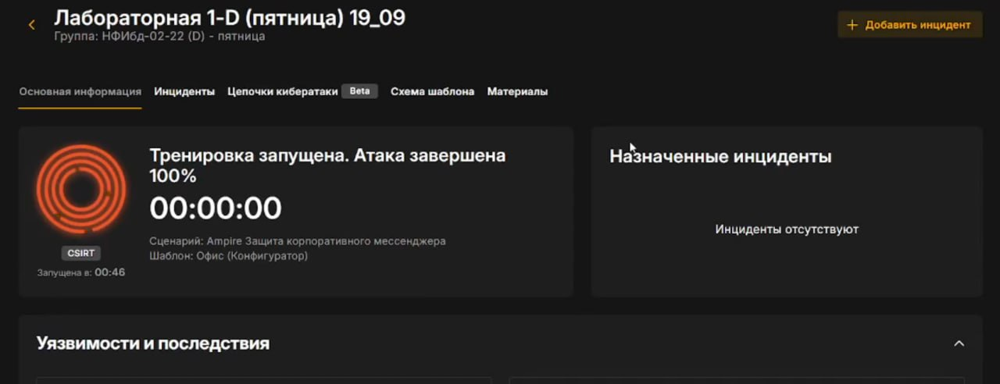 Лабораторная 1-D (пятница) 19_09
Группа: НФИбд-02-22 (D) - пятница
+ Добавить инцидент
Основная информация Инциденты Цепочки кибератаки Beta Схема шаблона Материалы
Тренировка запущена. Атака завершена
100%
00:00:00
Сценарий: Ampire Защита корпоративного мессенджера
Шаблон: Офис (Конфигуратор)
CSIRT
Запущена в: 00:46
Назначенные инциденты
Инциденты отсутствуют
Уязвимости и последствия